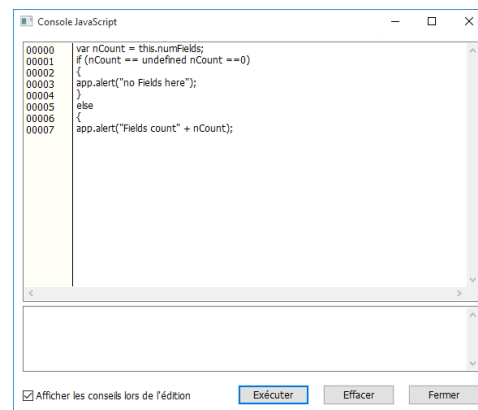 Console JavaScript
00000 var nCount = this.numFields;
00001 if (nCount == undefined nCount ==0)
00002 {
00003 app.alert("no Fields here");
00004 }
00005 else
00006 {
00007 app.alert("Fields count" + nCount);
Afficher les conseils lors de l'édition Exécuter Effacer Fermer